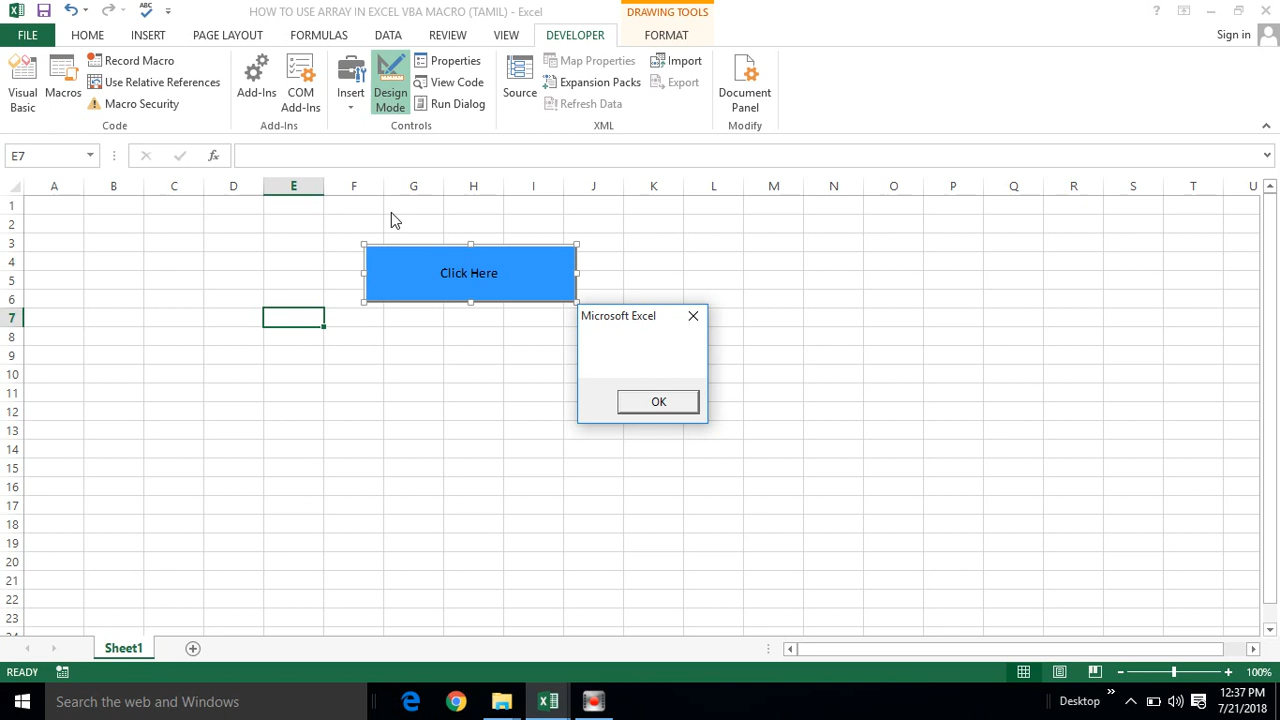 HOW TO USE ARRAY IN EXCEL VBA MACRO (TAMIL) - Excel
DRAWING TOOLS
FILE HOME INSERT PAGE LAYOUT FORMULAS DATA REVIEW VIEW DEVELOPER FORMAT Sign in
Visual Basic
Macros
Record Macro
Use Relative References
Macro Security
Code
Add-Ins
COM Add-Ins
Add-Ins
Insert
Design Mode
Properties
View Code
Run Dialog
Controls
Source
Map Properties
Expansion Packs
Refresh Data
Import
Export
XML
Document Panel
Modify
E7
fx
A B C D E F G H I J K L M N O P Q R S T U
1
2
3
4
5
6
7
8
9
10
11
12
13
14
15
16
17
18
19
20
21
22
23
24
Click Here
Microsoft Excel
OK
Sheet1
READY
100%
Search the web and Windows
Desktop
12:37 PM
7/21/2018